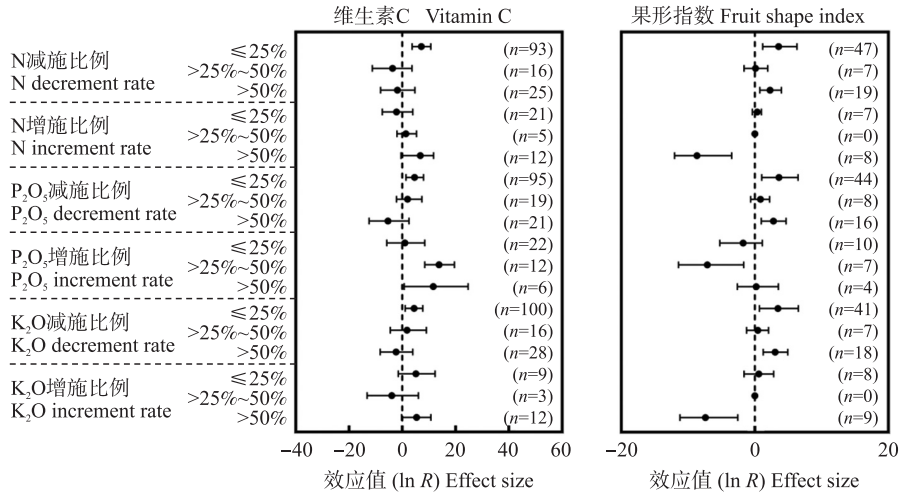 维生素C Vitamin C
果形指数 Fruit shape index
N减施比例
N decrement rate
≤25% (n=93) (n=47)
>25%~50% (n=16) (n=7)
>50% (n=25) (n=19)
N增施比例
N increment rate
≤25% (n=21) (n=7)
>25%~50% (n=5) (n=0)
>50% (n=12) (n=8)
P₂O₅减施比例
P₂O₅ decrement rate
≤25% (n=95) (n=44)
>25%~50% (n=19) (n=8)
>50% (n=21) (n=16)
P₂O₅增施比例
P₂O₅ increment rate
≤25% (n=22) (n=10)
>25%~50% (n=12) (n=7)
>50% (n=6) (n=4)
K₂O减施比例
K₂O decrement rate
≤25% (n=100) (n=41)
>25%~50% (n=16) (n=7)
>50% (n=28) (n=18)
K₂O增施比例
K₂O increment rate
≤25% (n=9) (n=8)
>25%~50% (n=3) (n=0)
>50% (n=12) (n=9)
−40 −20 0 20 40 60
−20 0 20
效应值 (ln R) Effect size
效应值 (ln R) Effect size